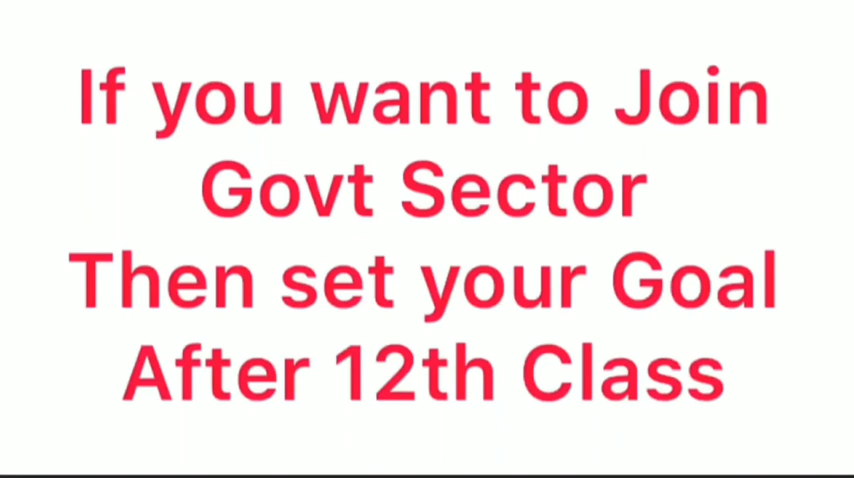 If you want to Join
Govt Sector
Then set your Goal
After 12th Class